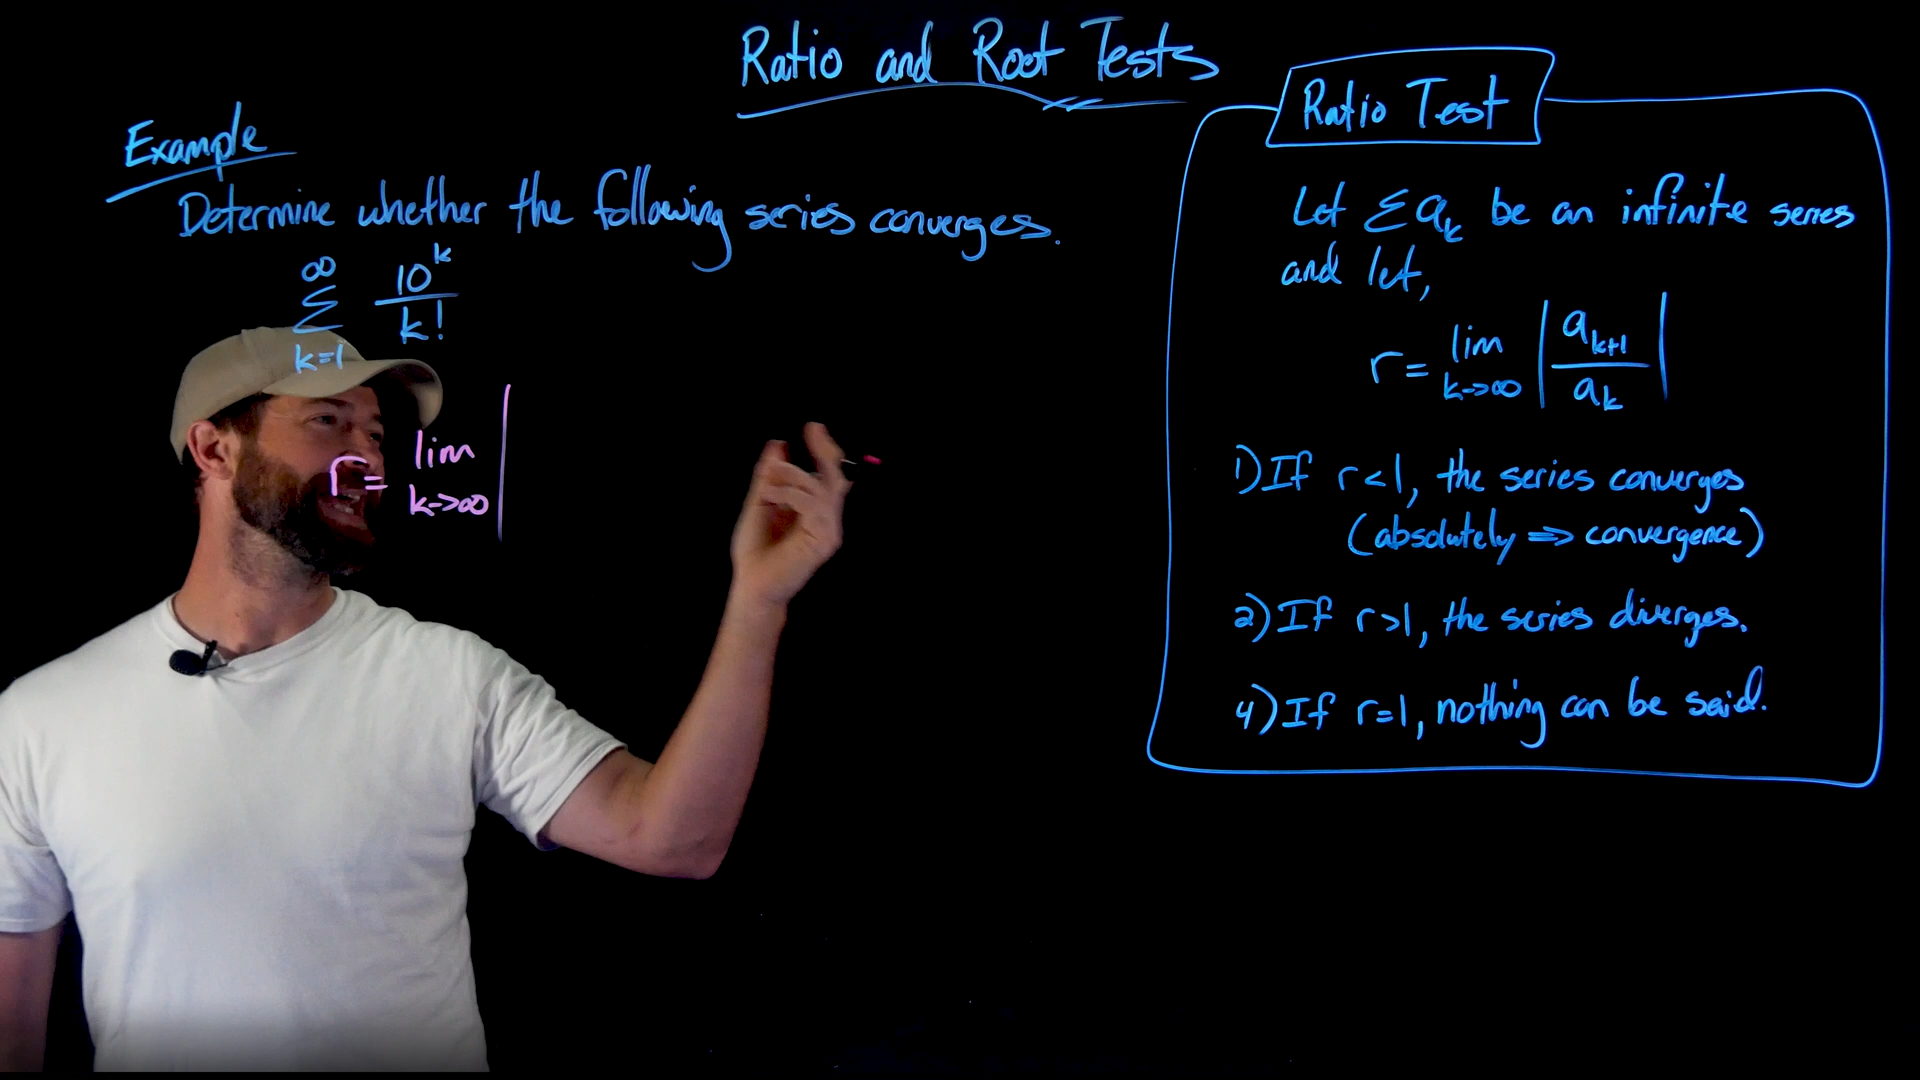 Ratio and Root Tests
Example
Determine whether the following series converges.
∞
∑ 10^k / k!
k=1
r = lim |
k->∞
Ratio Test
Let Σa_k be an infinite series
and let,
r = lim | a_{k+1} / a_k |
k->∞
1) If r<1, the series converges
(absolutely => convergence)
2) If r>1, the series diverges.
4) If r=1, nothing can be said.